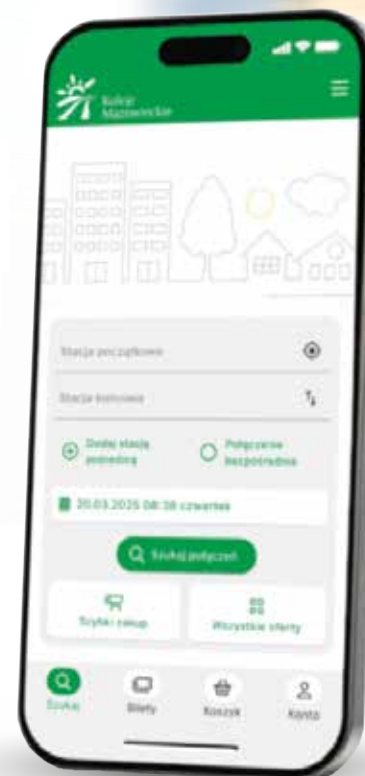 Koleje
Mazowieckie
Stacja początkowa
Stacja końcowa
Dodaj stację
pośrednią
Połączenie
bezpośrednie
20.03.2025 08:38 czwartek
Szukaj połączeń
Szybki zakup
Wszystkie oferty
Szukaj
Bilety
Koszyk
Konto